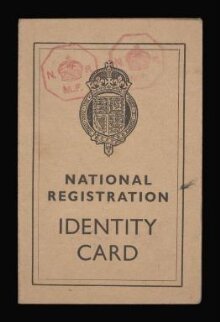 N R
M.F.
N R
NATIONAL
REGISTRATION
IDENTITY
CARD